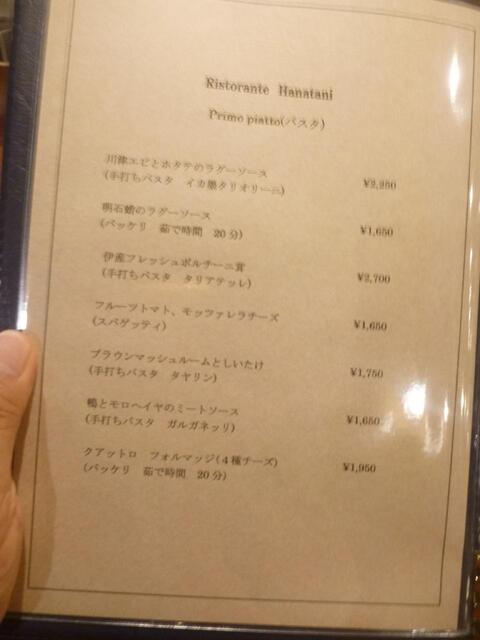 Ristorante Hanatani
Primo piatto(パスタ)
川津エビとホタテのラグーソース
(手打ちパスタ イカ墨タリオリーニ)
¥2,250
明石蛸のラグーソース
(パッケリ 茹で時間 20分)
¥1,650
伊産フレッシュポルチーニ茸
(手打ちパスタ タリアテッレ)
¥2,700
フルーツトマト、モッツァレラチーズ
(スパゲッティ)
¥1,650
ブラウンマッシュルームとしいたけ
(手打ちパスタ タヤリン)
¥1,750
鴨とモロヘイヤのミートソース
(手打ちパスタ ガルガネッリ)
¥1,650
クアットロ フォルマッジ(4種チーズ)
(パッケリ 茹で時間 20分)
¥1,950